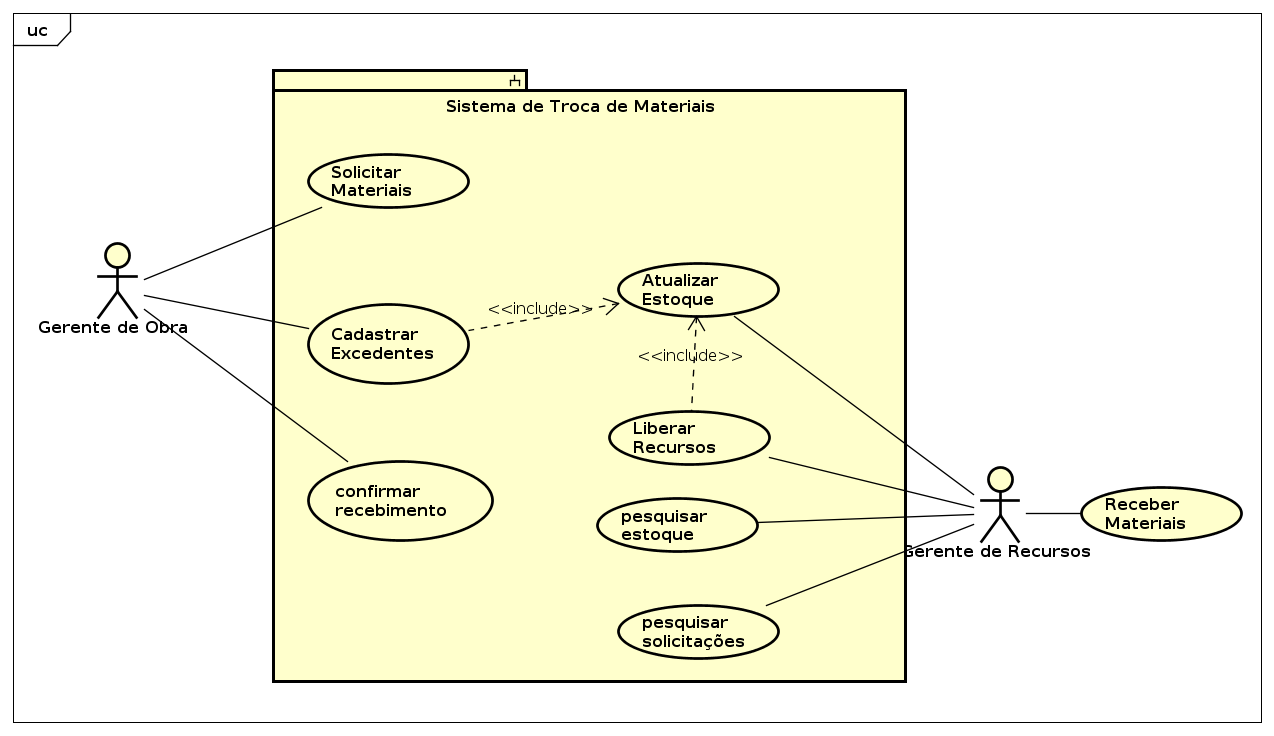 uc
Sistema de Troca de Materiais
Solicitar
Materiais
Gerente de Obra
Cadastrar
Excedentes
<<include>>
Atualizar
Estoque
<<include>>
Liberar
Recursos
confirmar
recebimento
pesquisar
estoque
Gerente de Recursos
Receber
Materiais
pesquisar
solicitações